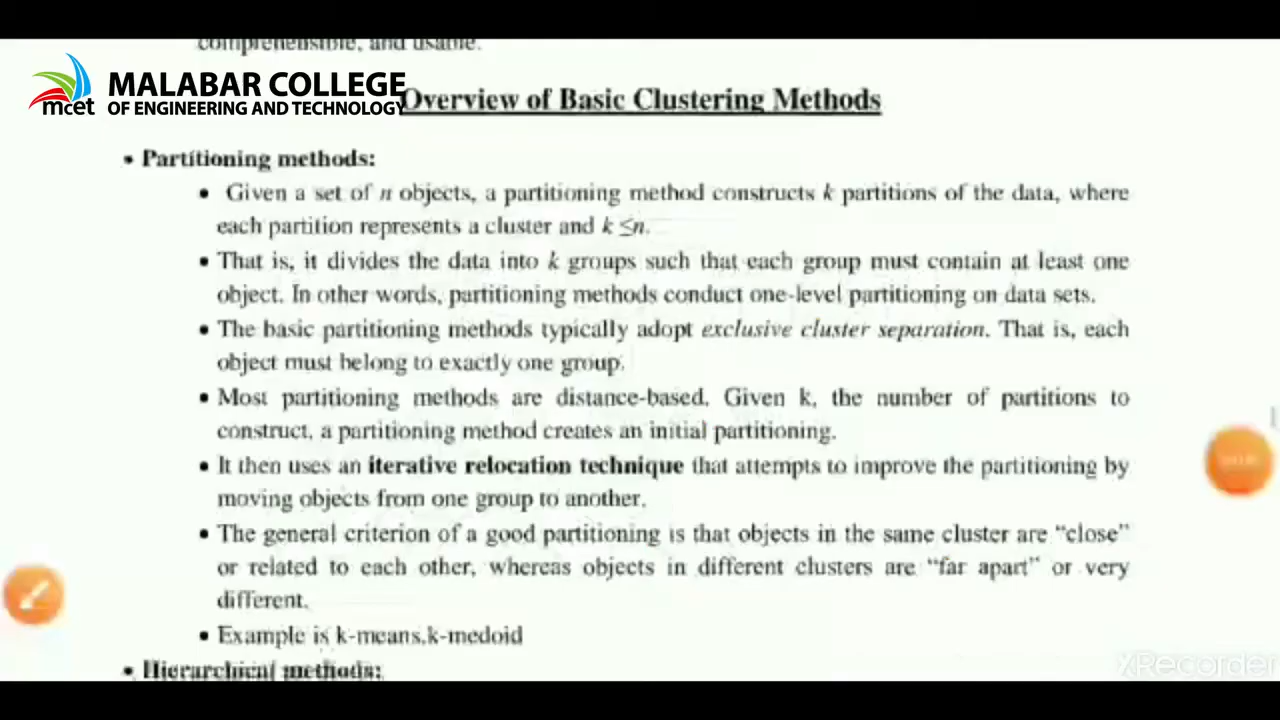 comprehensible, and usable.
MALABAR COLLEGE
OF ENGINEERING AND TECHNOLOGY
mcet
Overview of Basic Clustering Methods
• Partitioning methods:
• Given a set of n objects, a partitioning method constructs k partitions of the data, where
each partition represents a cluster and k ≤n.
• That is, it divides the data into k groups such that each group must contain at least one
object. In other words, partitioning methods conduct one-level partitioning on data sets.
• The basic partitioning methods typically adopt exclusive cluster separation. That is, each
object must belong to exactly one group.
• Most partitioning methods are distance-based. Given k, the number of partitions to
construct, a partitioning method creates an initial partitioning.
• It then uses an iterative relocation technique that attempts to improve the partitioning by
moving objects from one group to another.
• The general criterion of a good partitioning is that objects in the same cluster are “close”
or related to each other, whereas objects in different clusters are “far apart” or very
different.
• Example is k-means,k-medoid
• Hierarchical methods:
XRecorder